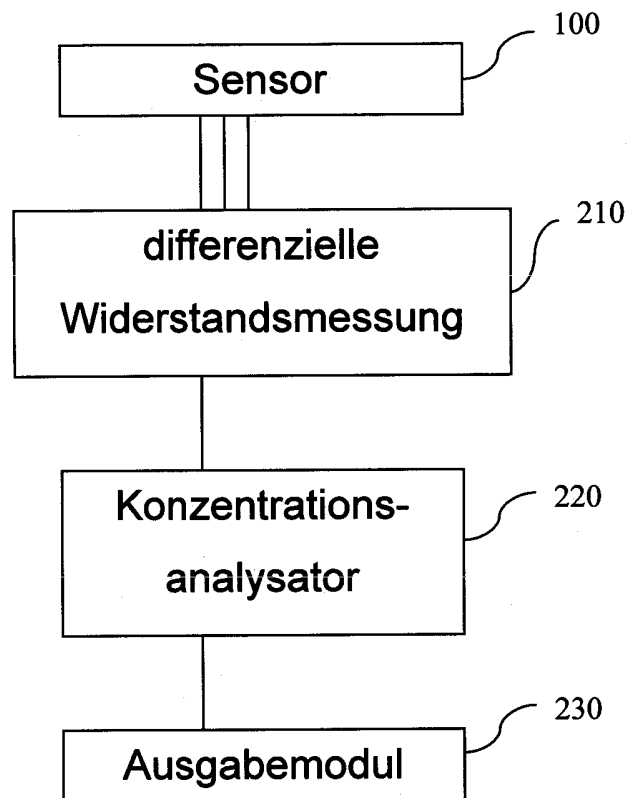 100
Sensor
210
differenzielle
Widerstandsmessung
220
Konzentrations-
analysator
230
Ausgabemodul